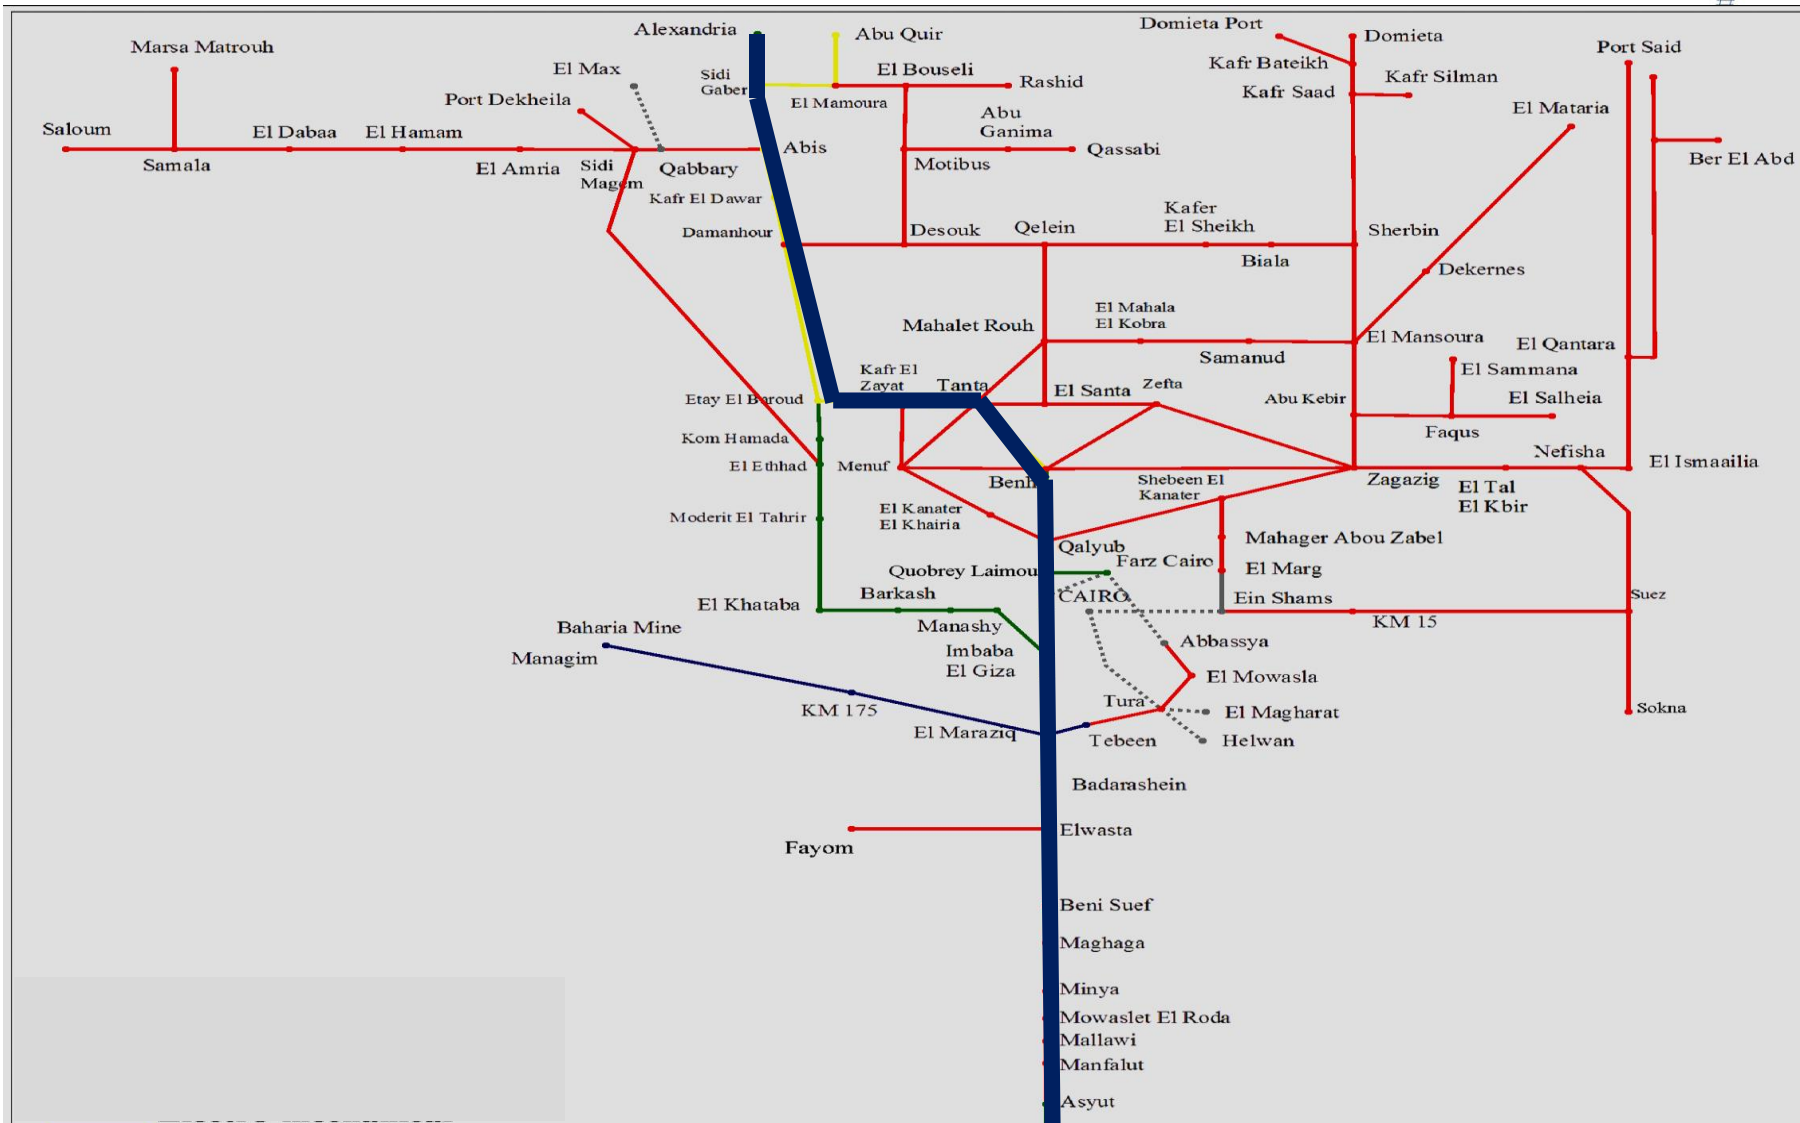 Alexandria
Abu Quir
Domieta Port
Domieta
Marsa Matrouh
El Max
Sidi
Gaber
El Bouseli
Rashid
Kafr Bateikh
Kafr Silman
Port Said
Port Dekheila
El Mamoura
Kafr Saad
El Mataria
Saloum
El Dabaa
El Hamam
Abu
Ganima
Abis
Samala
El Amria
Sidi
Magem
Qabbary
Motibus
Qassabi
Ber El Abd
Kafr El Dawar
Damanhour
Desouk
Qelein
Kafer
El Sheikh
Biala
Sherbin
Dekernes
Mahalet Rouh
El Mahala
El Kobra
Samanud
El Mansoura
El Qantara
Kafr El
Zayat
Tanta
El Santa
Zefta
El Sammana
Etay El Baroud
Abu Kebir
El Salheia
Faqus
Kom Hamada
El Ethhad
Menuf
Benh
Shebeen El
Kanater
Zagazig
El Tal
El Kbir
Nefisha
El Ismaailia
Moderit El Tahrir
El Kanater
El Khairia
Qalyub
Mahager Abou Zabel
Quobrey Laimou
Farz Cairo
El Marg
El Khataba
Barkash
CAIRO
Ein Shams
KM 15
Suez
Manashy
Baharia Mine
Managim
Imbaba
El Giza
Abbassya
El Mowasla
KM 175
El Maraziq
Tura
Tebeen
El Magharat
Helwan
Sokna
Badarashein
Fayom
Elwasta
Beni Suef
Maghaga
Minya
Mowaslet El Roda
Mallawi
Manfalut
Asyut